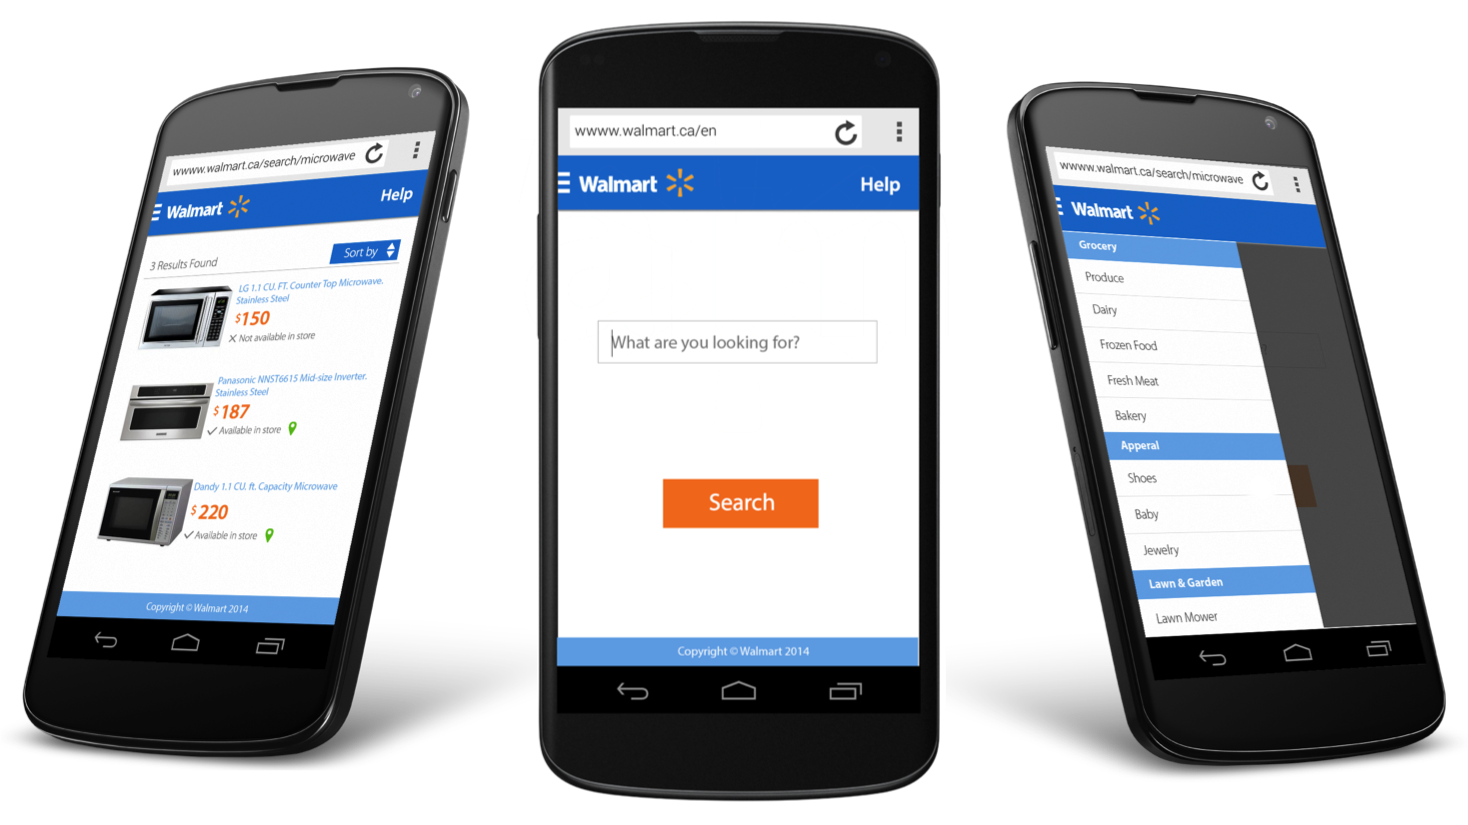 wwww.walmart.ca/search/microwave
Walmart
Help
3 Results Found
Sort by
LG 1.1 CU. FT. Counter Top Microwave.
Stainless Steel
$150
Not available in store
Panasonic NNST6615 Mid-size Inverter.
Stainless Steel
$187
Available in store
Dandy 1.1 CU. ft. Capacity Microwave
$220
Available in store
Copyright © Walmart 2014
wwww.walmart.ca/en
Walmart
Help
What are you looking for?
Search
Copyright © Walmart 2014
wwww.walmart.ca/search/microwave
Walmart
Grocery
Produce
Dairy
Frozen Food
Fresh Meat
Bakery
Apperal
Shoes
Baby
Jewelry
Lawn & Garden
Lawn Mower